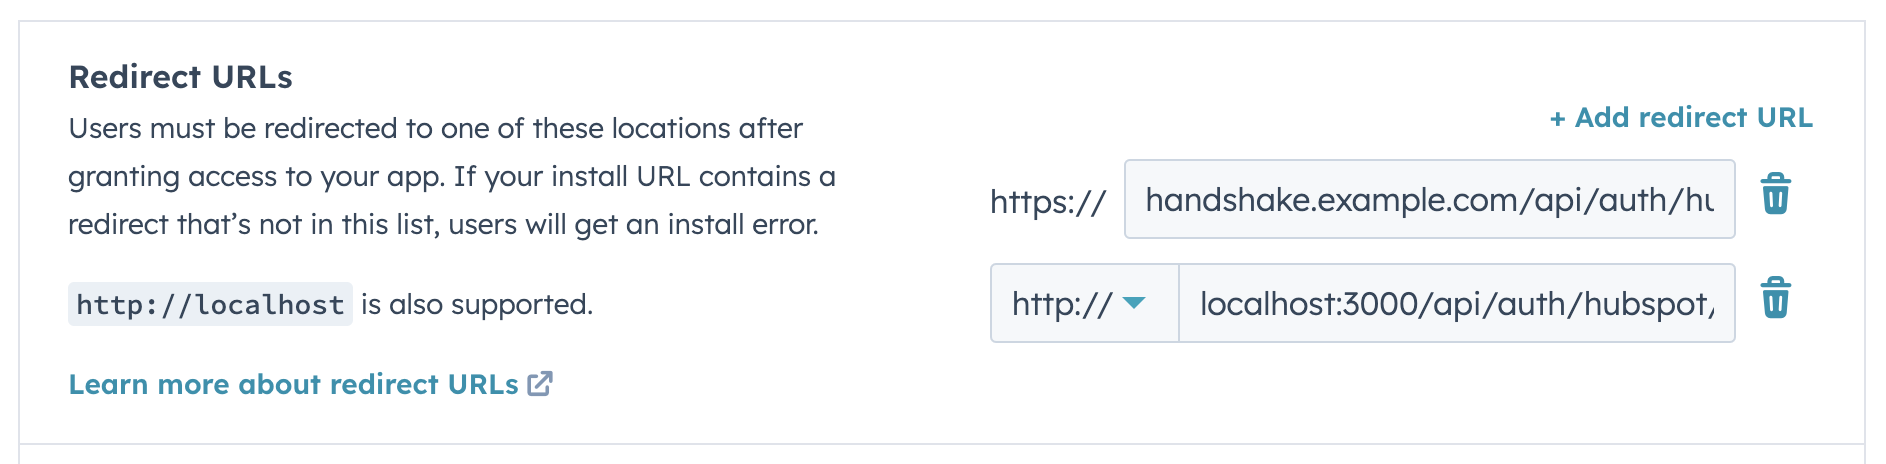 Redirect URLs
Users must be redirected to one of these locations after
granting access to your app. If your install URL contains a
redirect that’s not in this list, users will get an install error.
http://localhost is also supported.
Learn more about redirect URLs
+ Add redirect URL
https:// handshake.example.com/api/auth/hu
http:// localhost:3000/api/auth/hubspot/